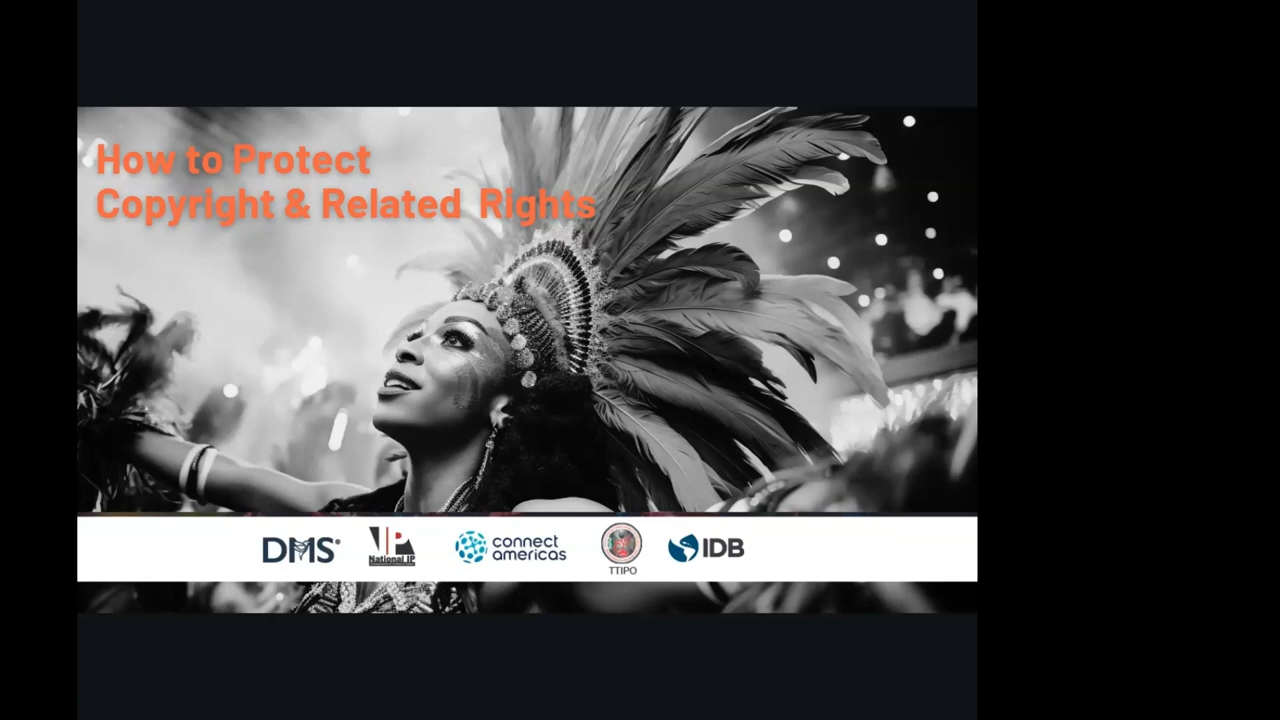 How to Protect
Copyright & Related Rights
DMS®
National IP
connect
americas
TTIPO
IDB